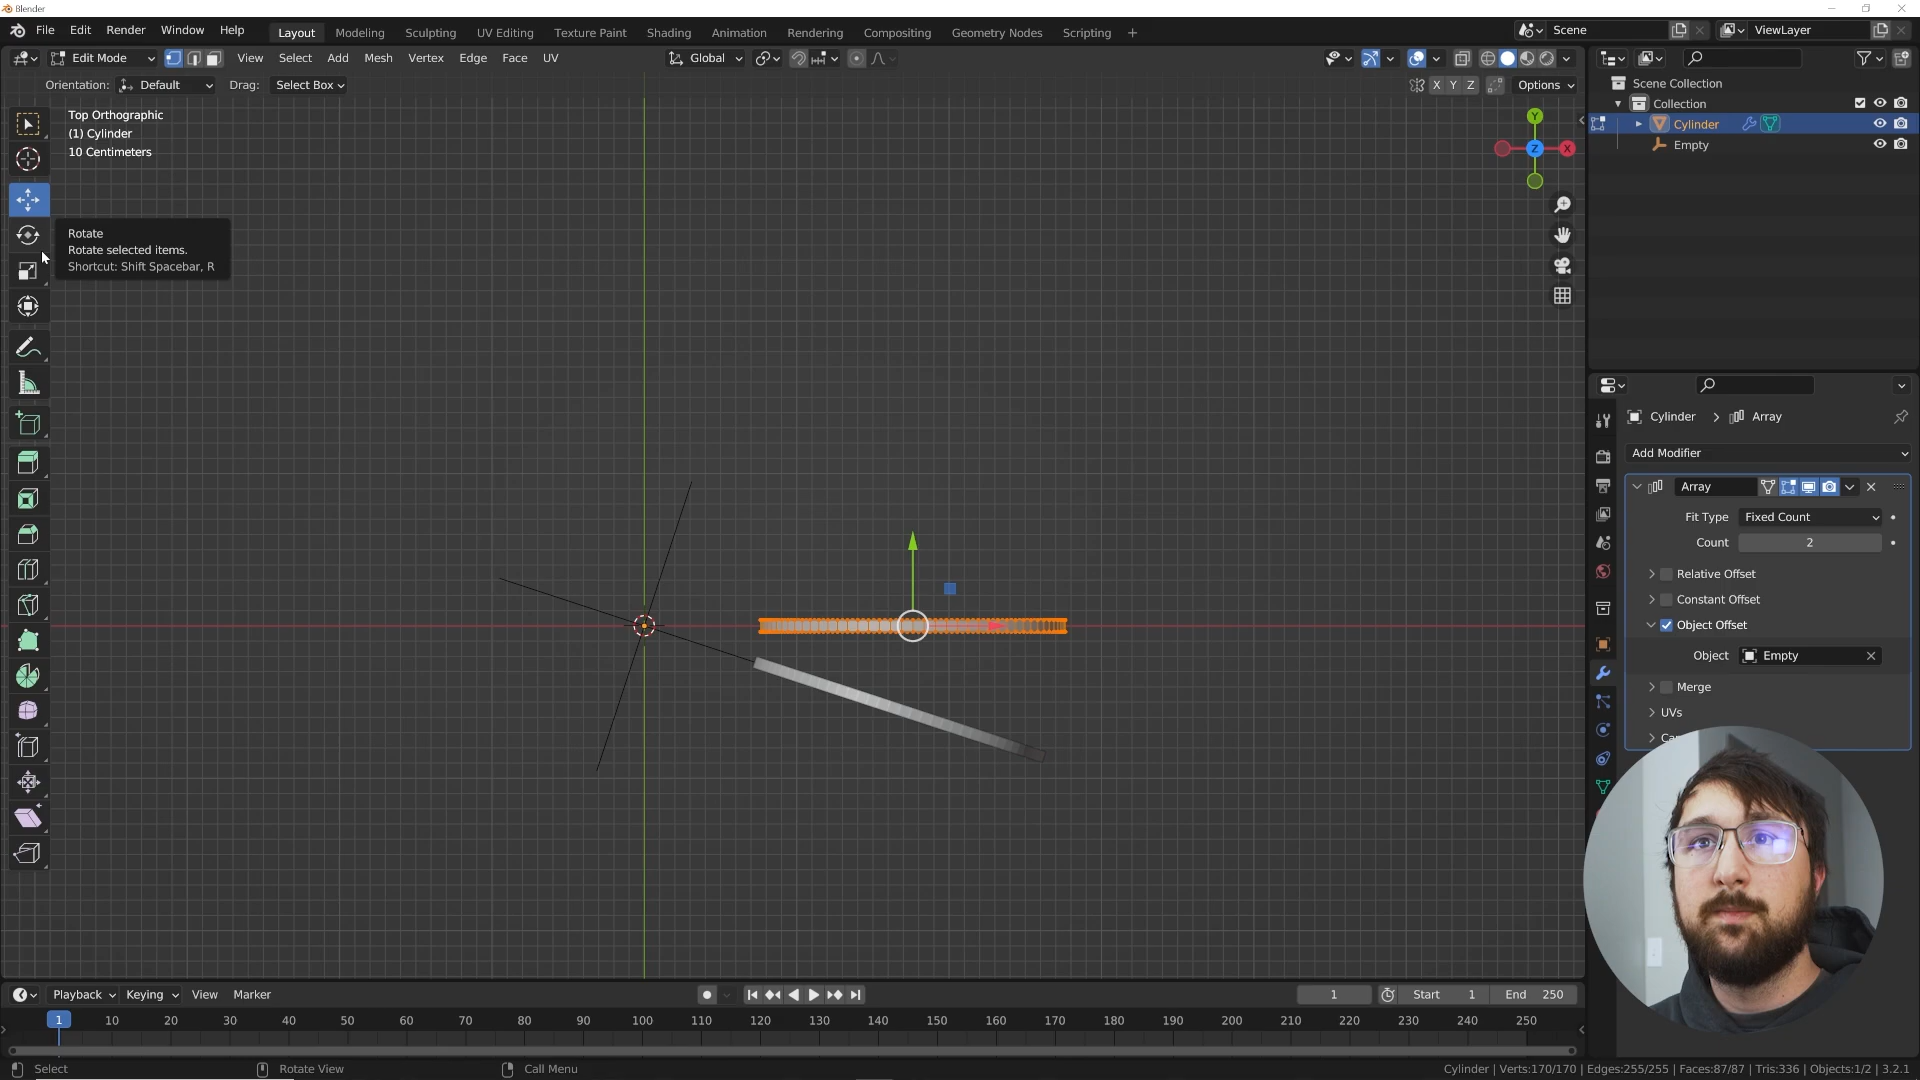 Blender
File Edit Render Window Help
Layout Modeling Sculpting UV Editing Texture Paint Shading Animation Rendering Compositing Geometry Nodes Scripting +
Scene
ViewLayer
Edit Mode
View Select Add Mesh Vertex Edge Face UV
Global
Orientation: Default Drag: Select Box
X Y Z Options
Top Orthographic
(1) Cylinder
10 Centimeters
Rotate
Rotate selected items.
Shortcut: Shift Spacebar, R
Y
Z
X
Scene Collection
Collection
Cylinder
Empty
Cylinder > Array
Add Modifier
Array
Fit Type Fixed Count
Count 2
Relative Offset
Constant Offset
Object Offset
Object Empty
Merge
UVs
Playback Keying View Marker
1 Start 1 End 250
1 10 20 30 40 50 60 70 80 90 100 110 120 130 140 150 160 170 180 190 200 210 220 230 240 250
Select Rotate View Call Menu
Cylinder | Verts:170/170 | Edges:255/255 | Faces:87/87 | Tris:336 | Objects:1/2 | 3.2.1